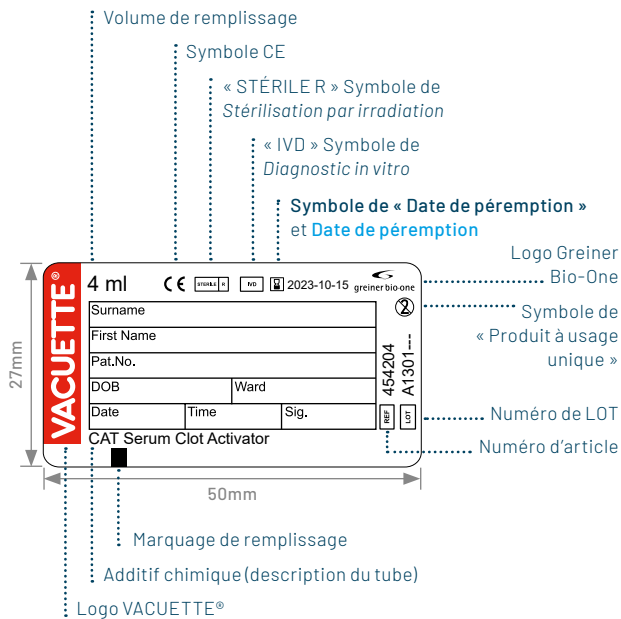 Volume de remplissage
Symbole CE
« STÉRILE R » Symbole de
Stérilisation par irradiation
« IVD » Symbole de
Diagnostic in vitro
Symbole de « Date de péremption »
et Date de péremption
Logo Greiner
Bio-One
Symbole de
« Produit à usage
unique »
Numéro de LOT
Numéro d'article
27mm
VACUETTE®
4 ml
CE
STERILE R
IVD
2023-10-15
greiner bio-one
2
Surname
First Name
Pat.No.
DOB Ward
Date Time Sig.
CAT Serum Clot Activator
REF 454204
LOT A1301---
50mm
Marquage de remplissage
Additif chimique (description du tube)
Logo VACUETTE®